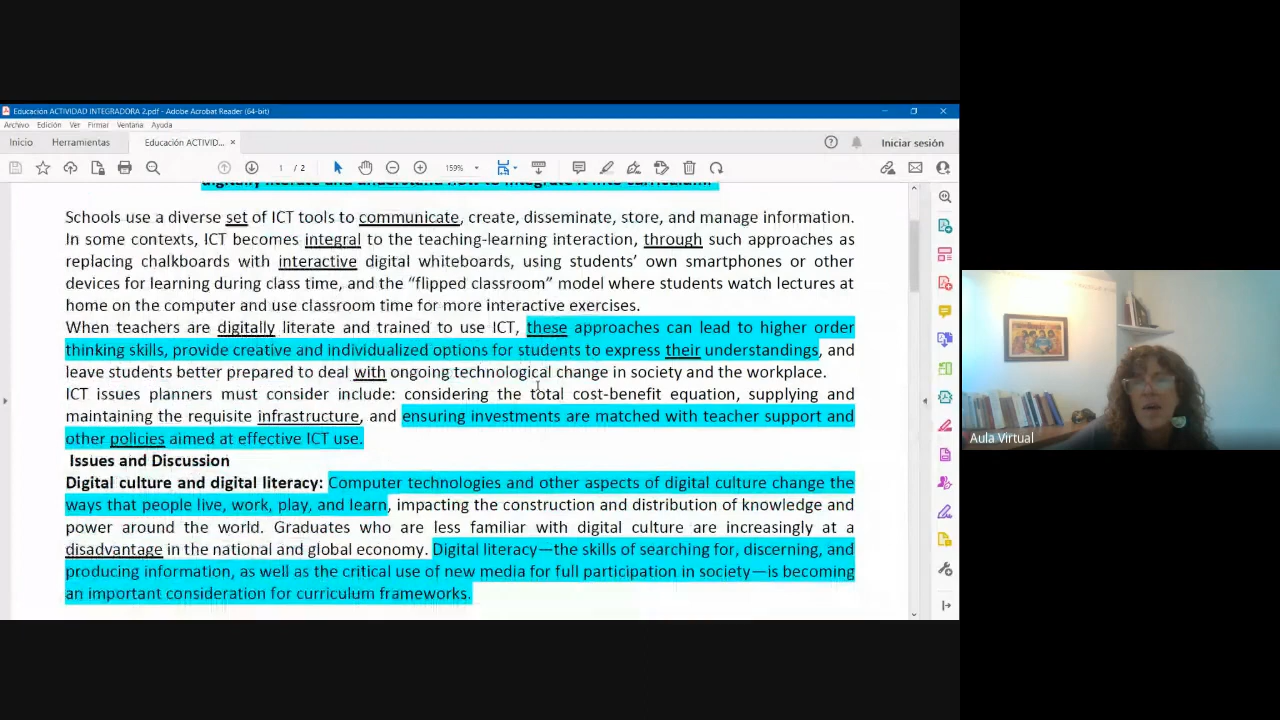 Educación ACTIVIDAD INTEGRADORA 2.pdf - Adobe Acrobat Reader (64-bit)
Archivo Edición Ver Firmar Ventana Ayuda
Inicio Herramientas Educación ACTIVID... × Iniciar sesión
1 / 2 159%
digitally literate and understand how to integrate it into curriculum.
Schools use a diverse set of ICT tools to communicate, create, disseminate, store, and manage information.
In some contexts, ICT becomes integral to the teaching-learning interaction, through such approaches as
replacing chalkboards with interactive digital whiteboards, using students’ own smartphones or other
devices for learning during class time, and the “flipped classroom” model where students watch lectures at
home on the computer and use classroom time for more interactive exercises.
When teachers are digitally literate and trained to use ICT, these approaches can lead to higher order
thinking skills, provide creative and individualized options for students to express their understandings, and
leave students better prepared to deal with ongoing technological change in society and the workplace.
ICT issues planners must consider include: considering the total cost-benefit equation, supplying and
maintaining the requisite infrastructure, and ensuring investments are matched with teacher support and
other policies aimed at effective ICT use.
Issues and Discussion
Digital culture and digital literacy: Computer technologies and other aspects of digital culture change the
ways that people live, work, play, and learn, impacting the construction and distribution of knowledge and
power around the world. Graduates who are less familiar with digital culture are increasingly at a
disadvantage in the national and global economy. Digital literacy—the skills of searching for, discerning, and
producing information, as well as the critical use of new media for full participation in society—is becoming
an important consideration for curriculum frameworks.
Aula Virtual